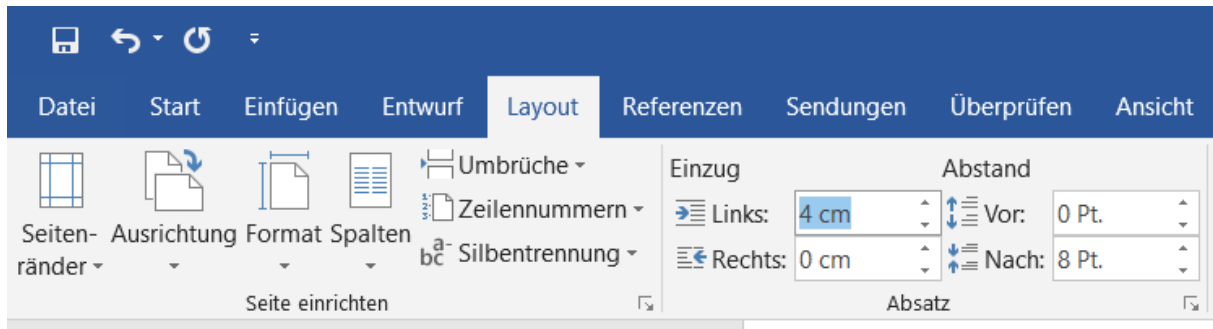 Datei Start Einfügen Entwurf Layout Referenzen Sendungen Überprüfen Ansicht
Seiten-
ränder
Ausrichtung
Format
Spalten
Umbrüche
Zeilennummern
Silbentrennung
Seite einrichten
Einzug
Links: 4 cm
Rechts: 0 cm
Abstand
Vor: 0 Pt.
Nach: 8 Pt.
Absatz